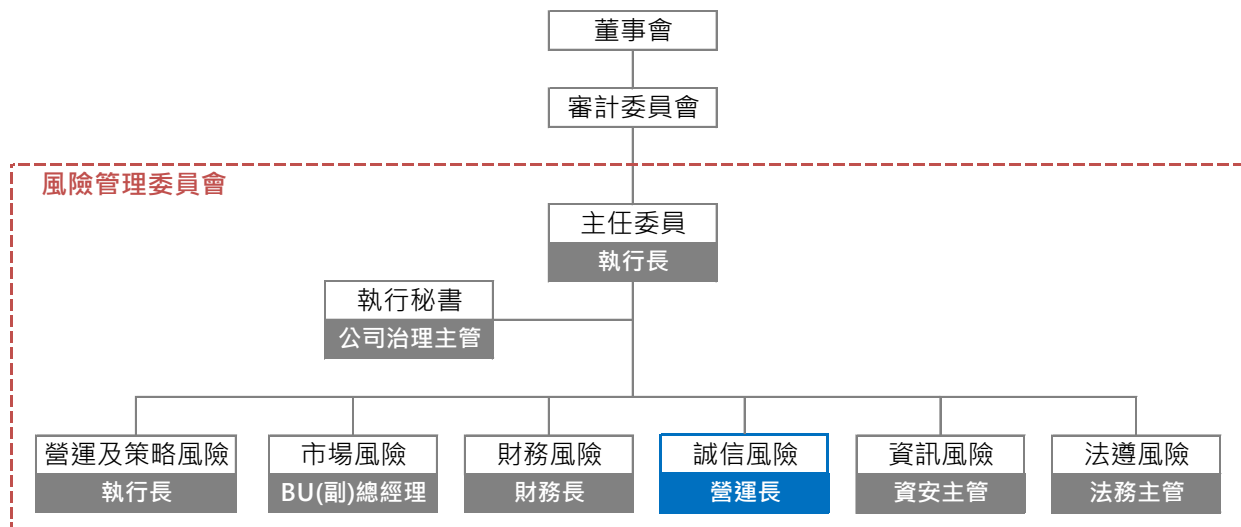 董事會
審計委員會
風險管理委員會
主任委員
執行長
執行秘書
公司治理主管
營運及策略風險
執行長
市場風險
BU(副)總經理
財務風險
財務長
誠信風險
營運長
資訊風險
資安主管
法遵風險
法務主管